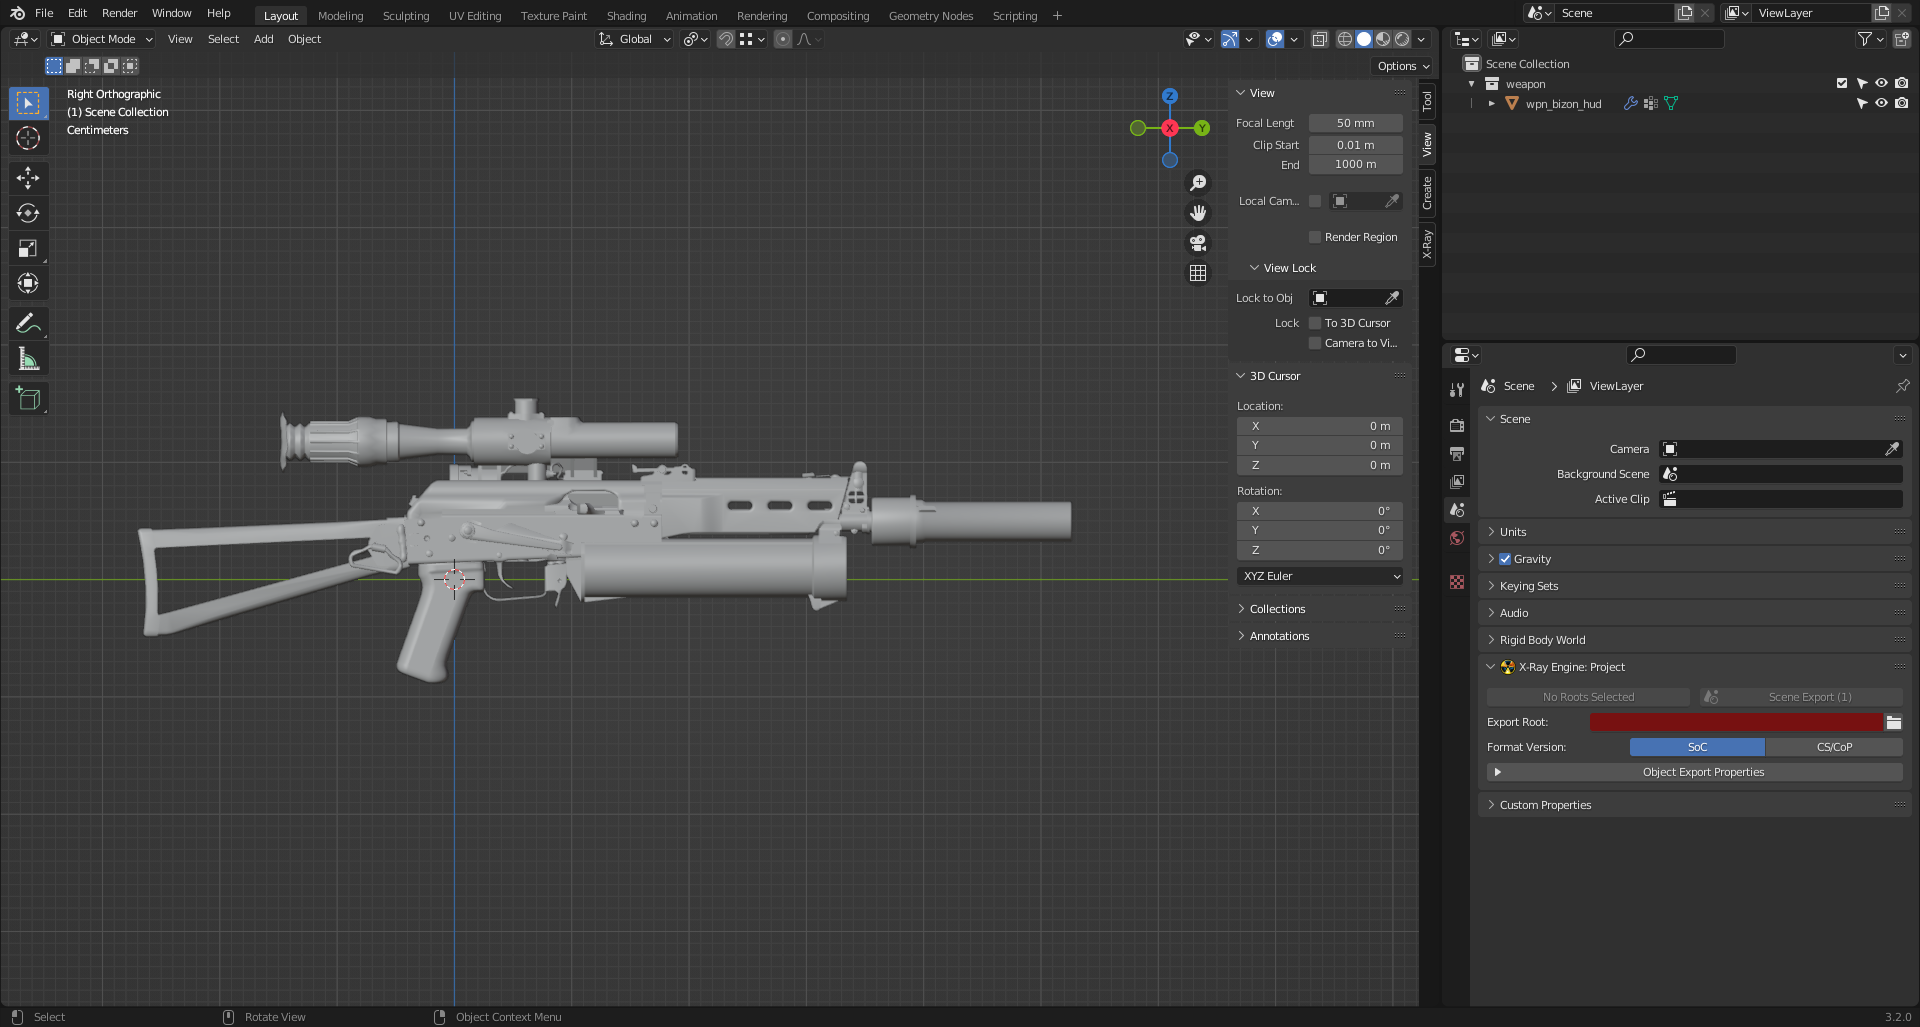 File Edit Render Window Help Layout Modeling Sculpting UV Editing Texture Paint Shading Animation Rendering Compositing Geometry Nodes Scripting + Scene ViewLayer
Object Mode View Select Add Object Global
Options
Right Orthographic
(1) Scene Collection
Centimeters
Z
X
Y
View
Focal Lengt 50 mm
Clip Start 0.01 m
End 1000 m
Local Cam...
Render Region
View Lock
Lock to Obj
Lock To 3D Cursor
Camera to Vi...
3D Cursor
Location:
X 0 m
Y 0 m
Z 0 m
Rotation:
X 0°
Y 0°
Z 0°
XYZ Euler
Collections
Annotations
Tool
View
Create
X-Ray
Scene Collection
weapon
wpn_bizon_hud
Scene > ViewLayer
Scene
Camera
Background Scene
Active Clip
Units
Gravity
Keying Sets
Audio
Rigid Body World
X-Ray Engine: Project
No Roots Selected Scene Export (1)
Export Root:
Format Version: SoC CS/CoP
Object Export Properties
Custom Properties
Select Rotate View Object Context Menu 3.2.0